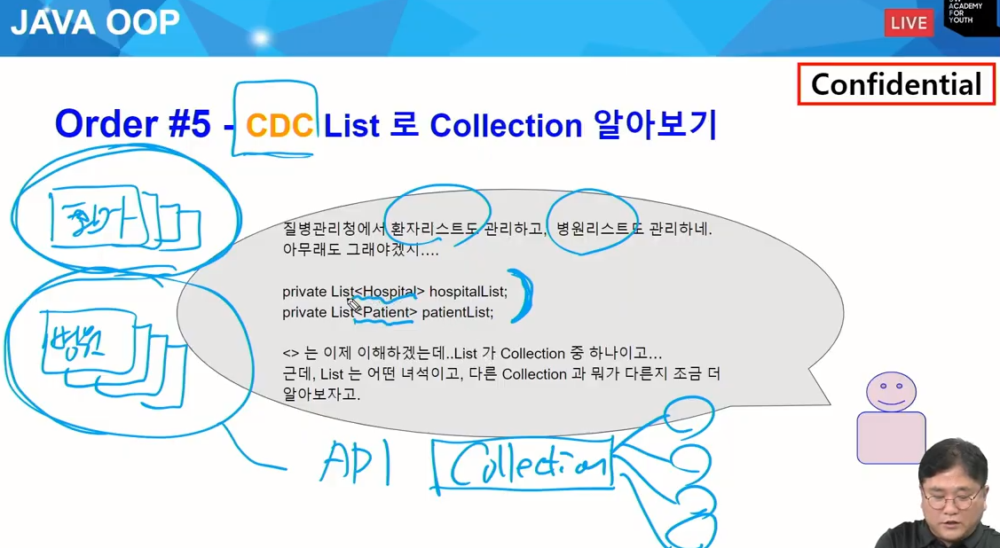 JAVA OOP
LIVE
ACADEMY
FOR
YOUTH
Confidential
Order #5 - CDC List 로 Collection 알아보기
환자
질병관리청에서 환자리스트도 관리하고, 병원리스트도 관리하네.
아무래도 그래야겠지....
private List<Hospital> hospitalList;
private List<Patient> patientList;
병원
<> 는 이제 이해하겠는데..List 가 Collection 중 하나이고...
근데, List 는 어떤 녀석이고, 다른 Collection 과 뭐가 다른지 조금 더
알아보자고.
API Collection